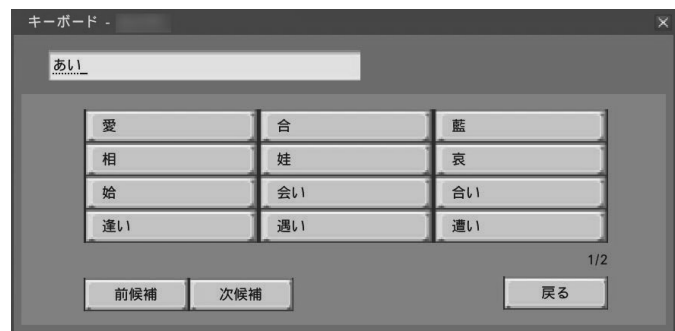 キーボード -
あい_
愛 合 藍
相 娃 哀
姶 会い 合い
逢い 遇い 遭い
1/2
前候補 次候補 戻る